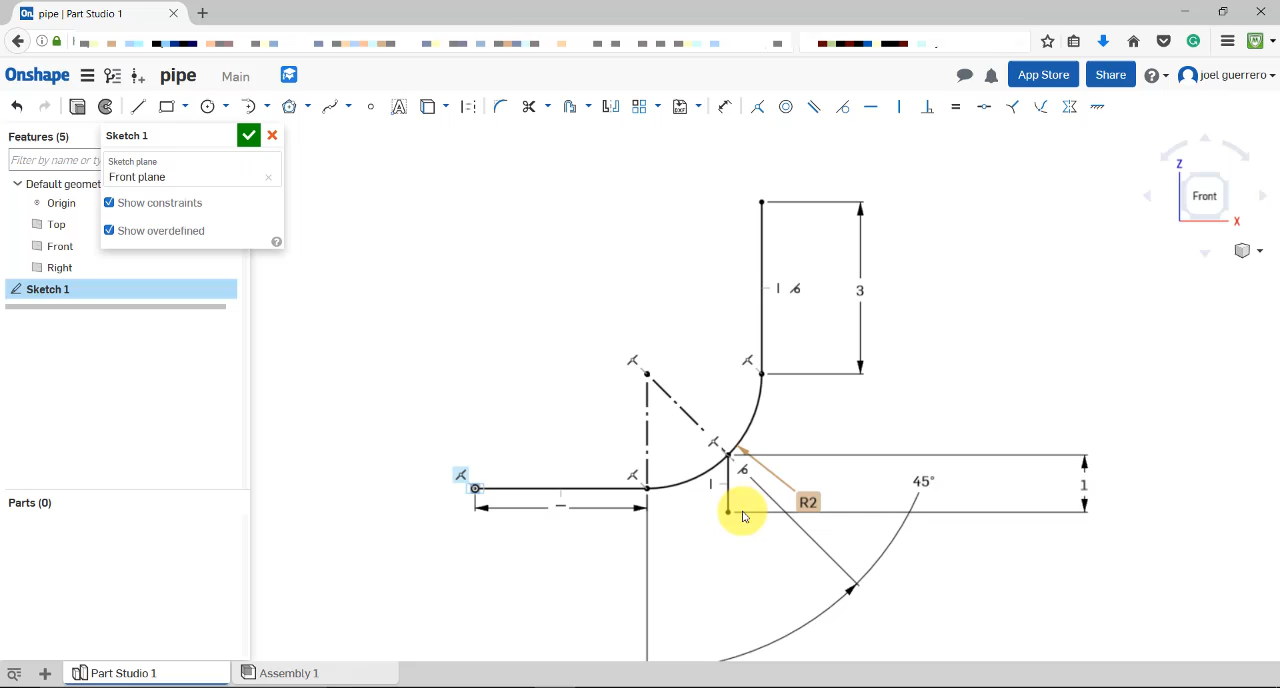 On pipe | Part Studio 1
Onshape pipe Main App Store Share joel guerrero
Features (5)
Filter by name or ty
Default geomet
Origin
Top
Front
Right
Sketch 1
Sketch 1
Sketch plane
Front plane
Show constraints
Show overdefined
Z
Front
X
3
45°
1
R2
Parts (0)
Part Studio 1 Assembly 1